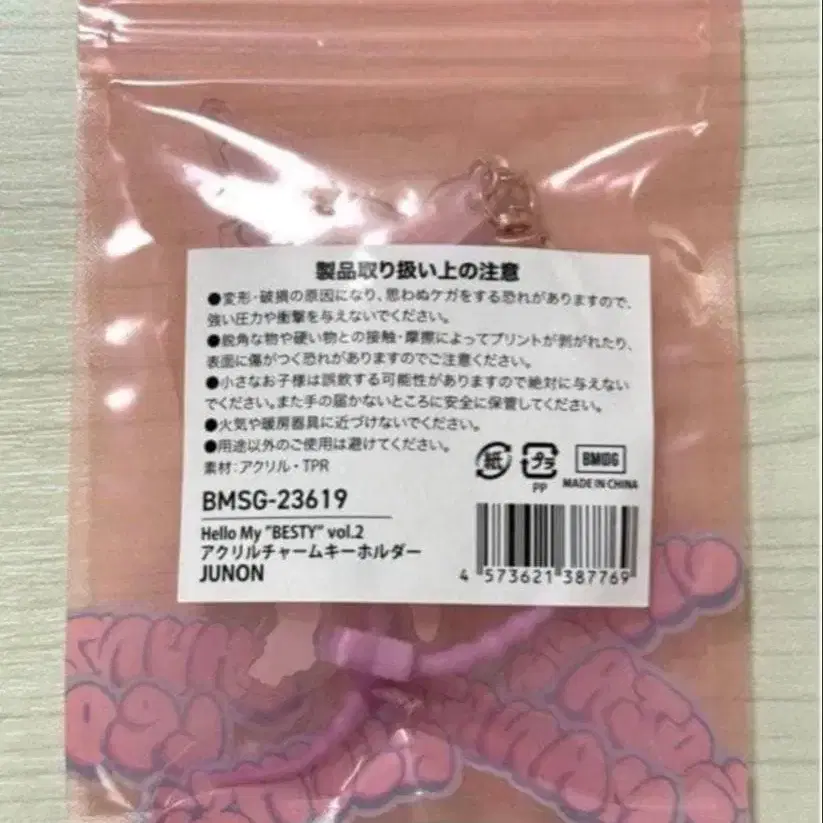 製品取り扱い上の注意
●変形・破損の原因になり、思わぬケガをする恐れがありますので、
強い圧力や衝撃を与えないでください。
●鋭角な物や硬い物との接触・摩擦によってプリントが剥がれたり、
表面に傷がつく恐れがありますのでご注意ください。
●小さなお子様は誤飲する可能性がありますので絶対に与えない
でください。また手の届かないところに安全に保管してください。
●火気や暖房器具に近づけないでください。
●用途以外のご使用は避けてください。
素材:アクリル・TPR
紙
プラ
PP
MADE IN CHINA
BMSG-23619
Hello My "BESTY" vol.2
アクリルチャームキーホルダー
JUNON
4 573621 387769